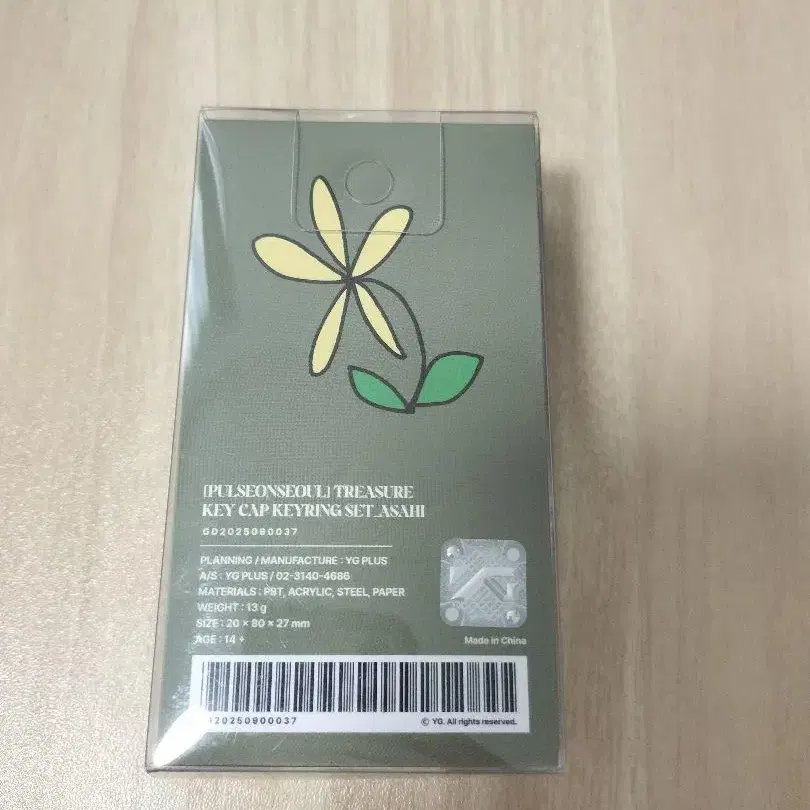 [PULSEONSEOUL] TREASURE
KEY CAP KEYRING SET_ASAHI
GD2025090037
PLANNING / MANUFACTURE : YG PLUS
A/S : YG PLUS / 02-3140-4686
MATERIALS : PBT, ACRYLIC, STEEL, PAPER
WEIGHT : 13 g
SIZE : 20 × 80 × 27 mm
AGE : 14 +
Made in China
GD20250900037
© YG. All rights reserved.